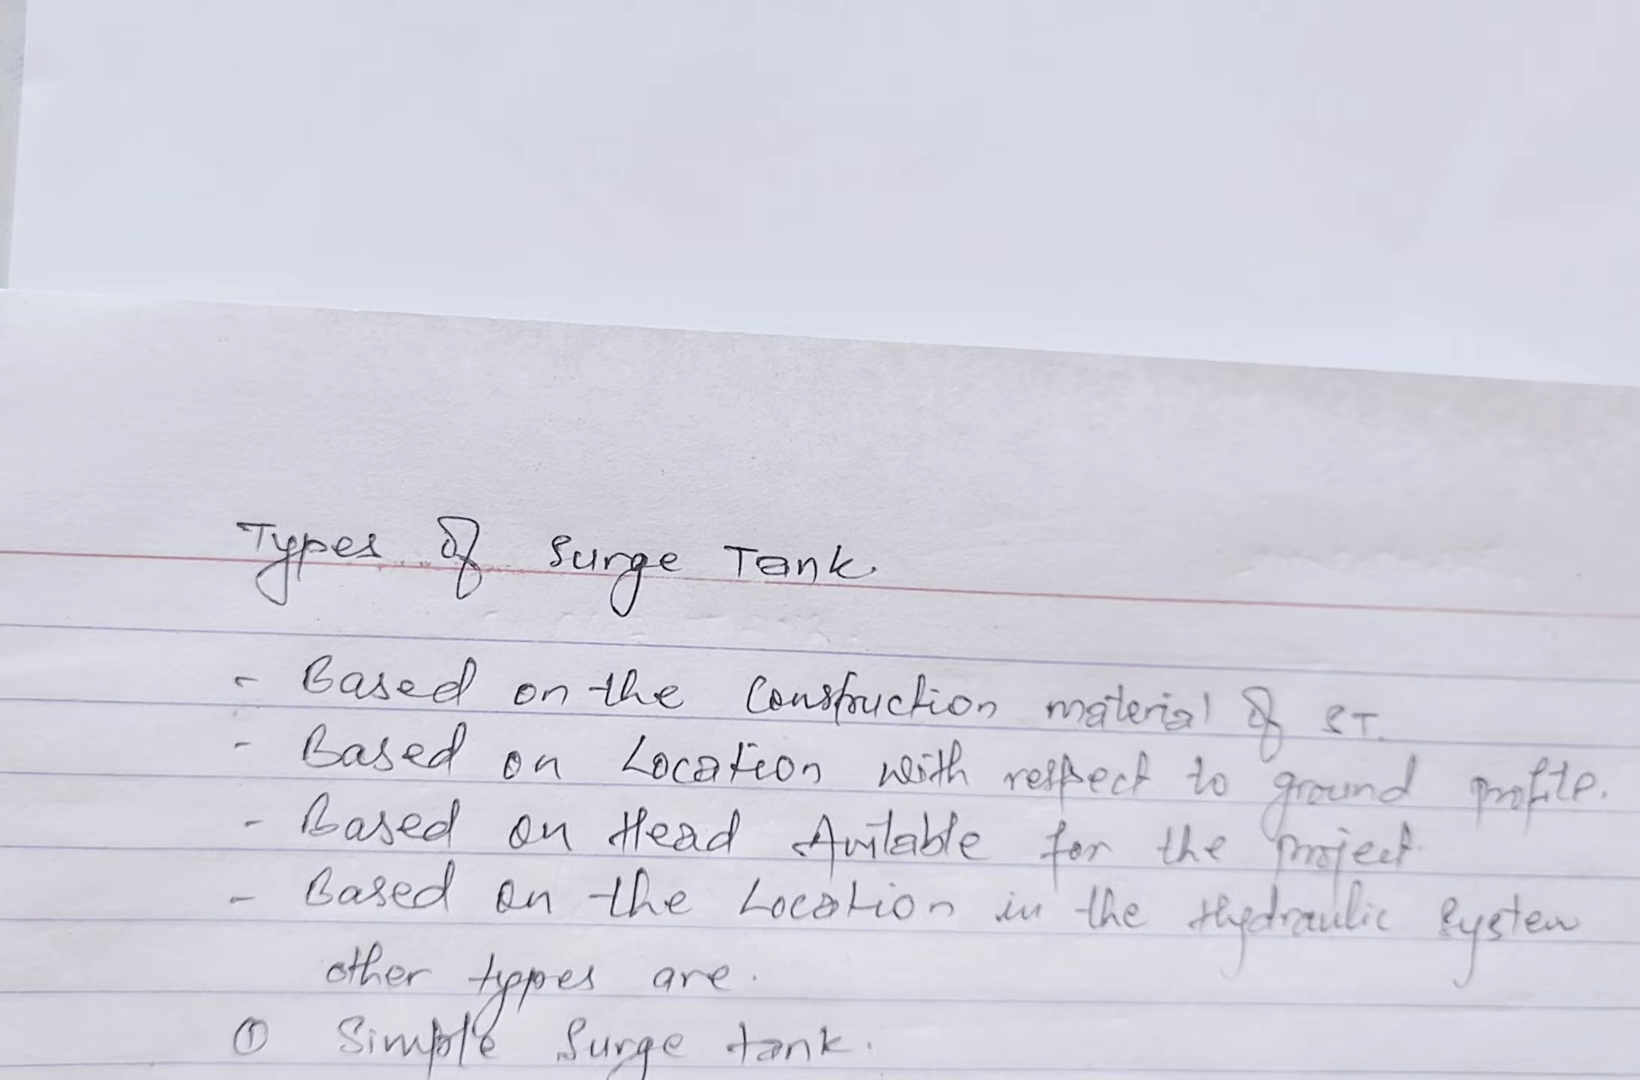 Types of Surge Tank.
- Based on the Construction material of ST.
- Based on Location with respect to ground profile.
- Based on Head Avilable for the project.
- Based on the Location in the Hydraulic System
other types are.
① Simple Surge tank.